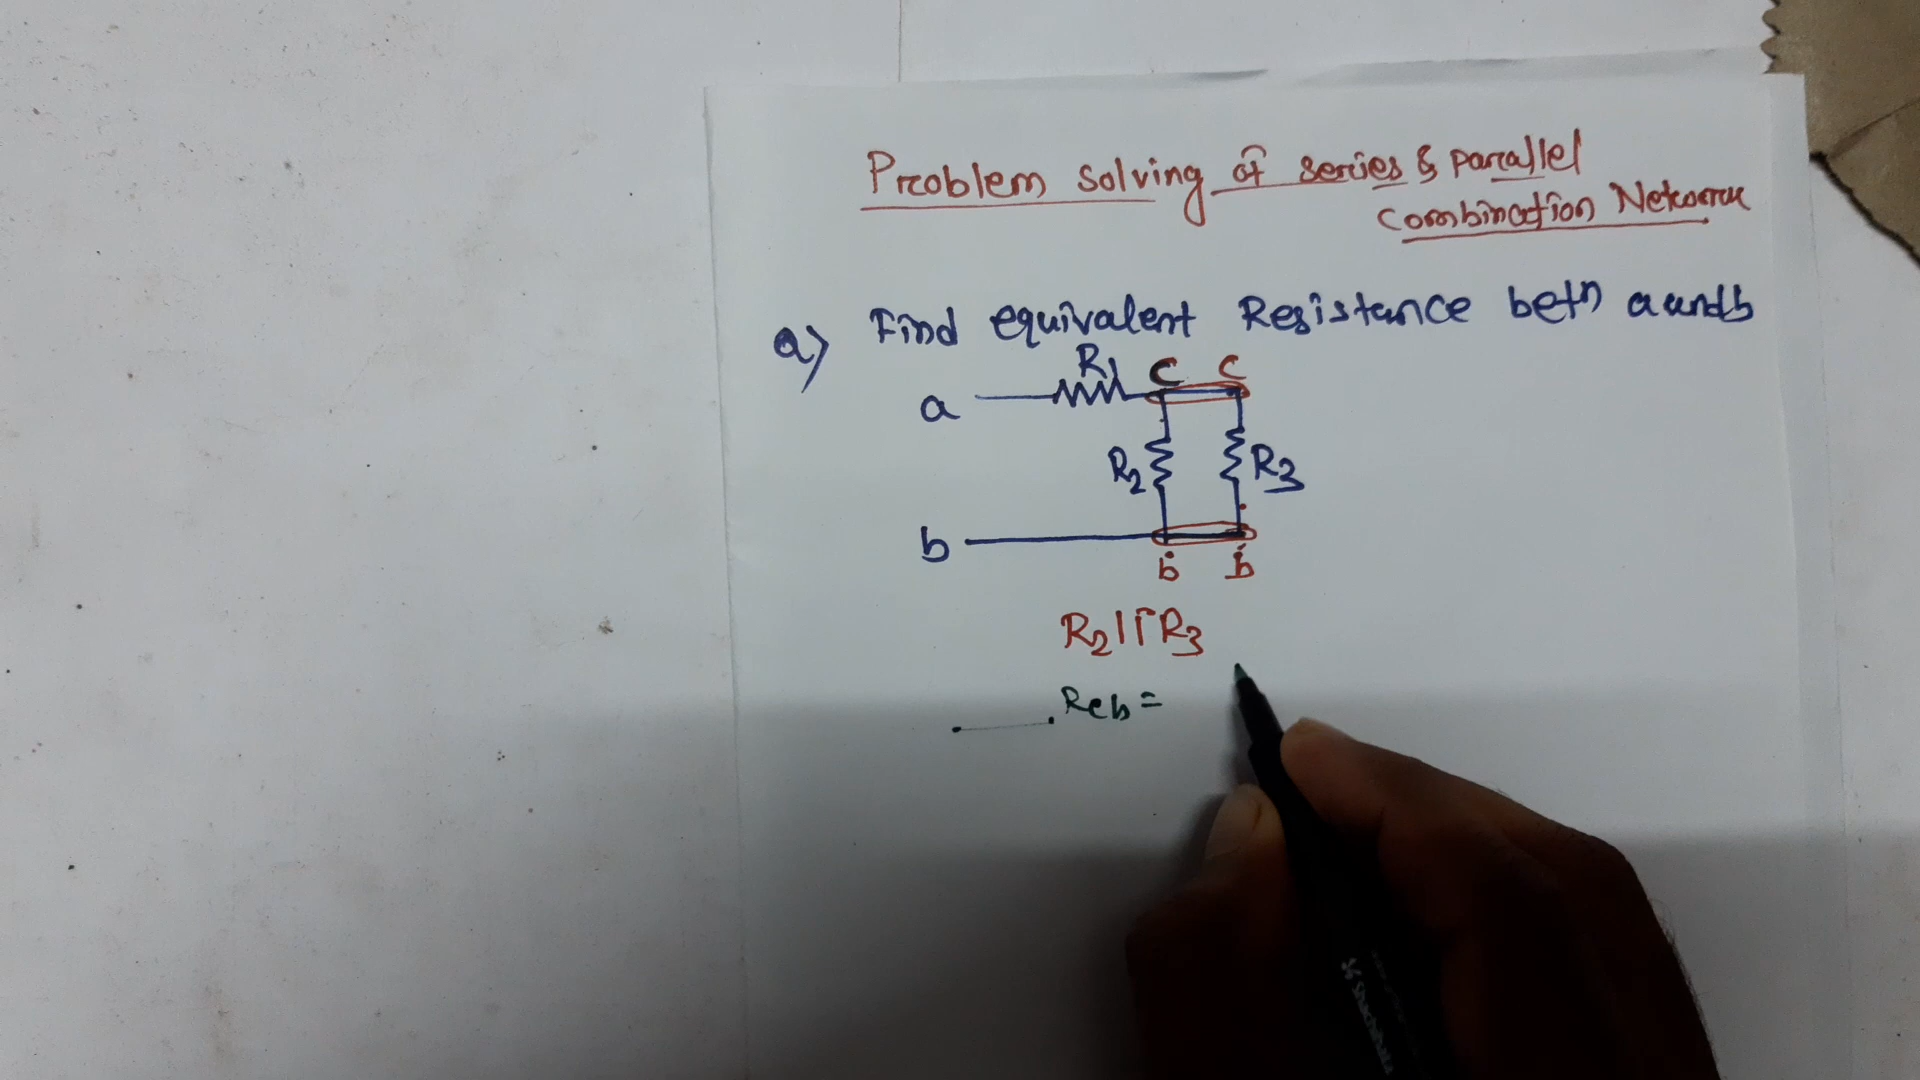 Problem solving of series & parallel
combination Network
Q) Find equivalent Resistance betn a and b
R1 C C
a
R2 R3
b
b b
R2 || R3
Rcb =